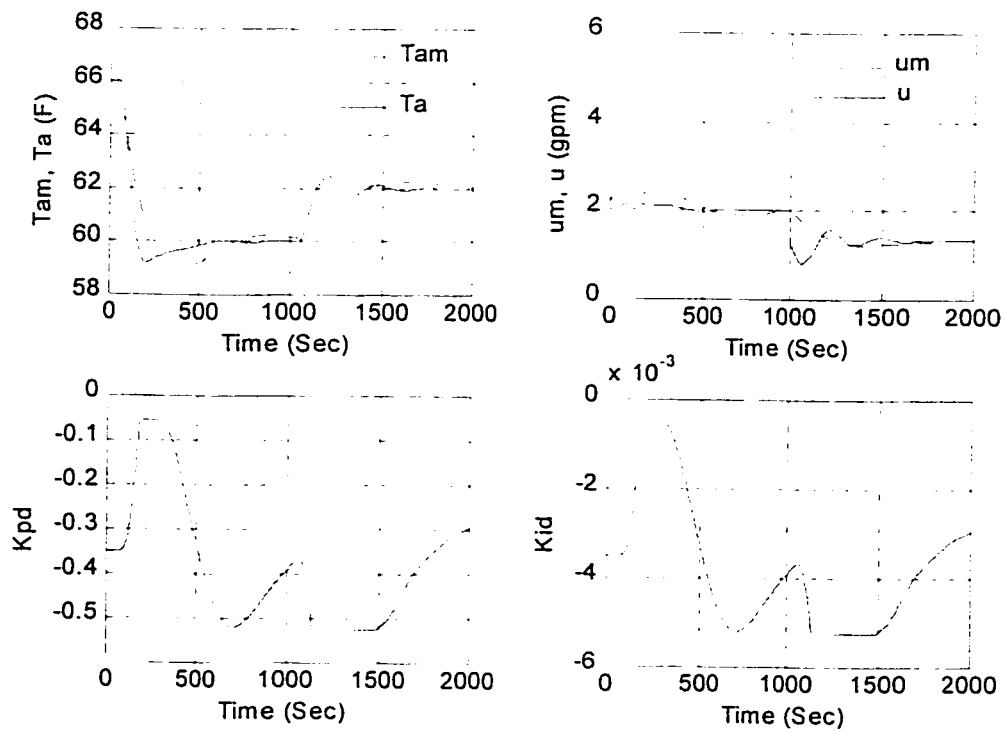 68
66
64
62
60
58
Tam, Ta (F)
Tam
Ta
0 500 1000 1500 2000
Time (Sec)
6
4
2
0
um, u (gpm)
um
u
0 500 1000 1500 2000
Time (Sec)
0
-0.1
-0.2
-0.3
-0.4
-0.5
Kpd
0 500 1000 1500 2000
Time (Sec)
x 10⁻³
0
-2
-4
-6
Kid
0 500 1000 1500 2000
Time (Sec)